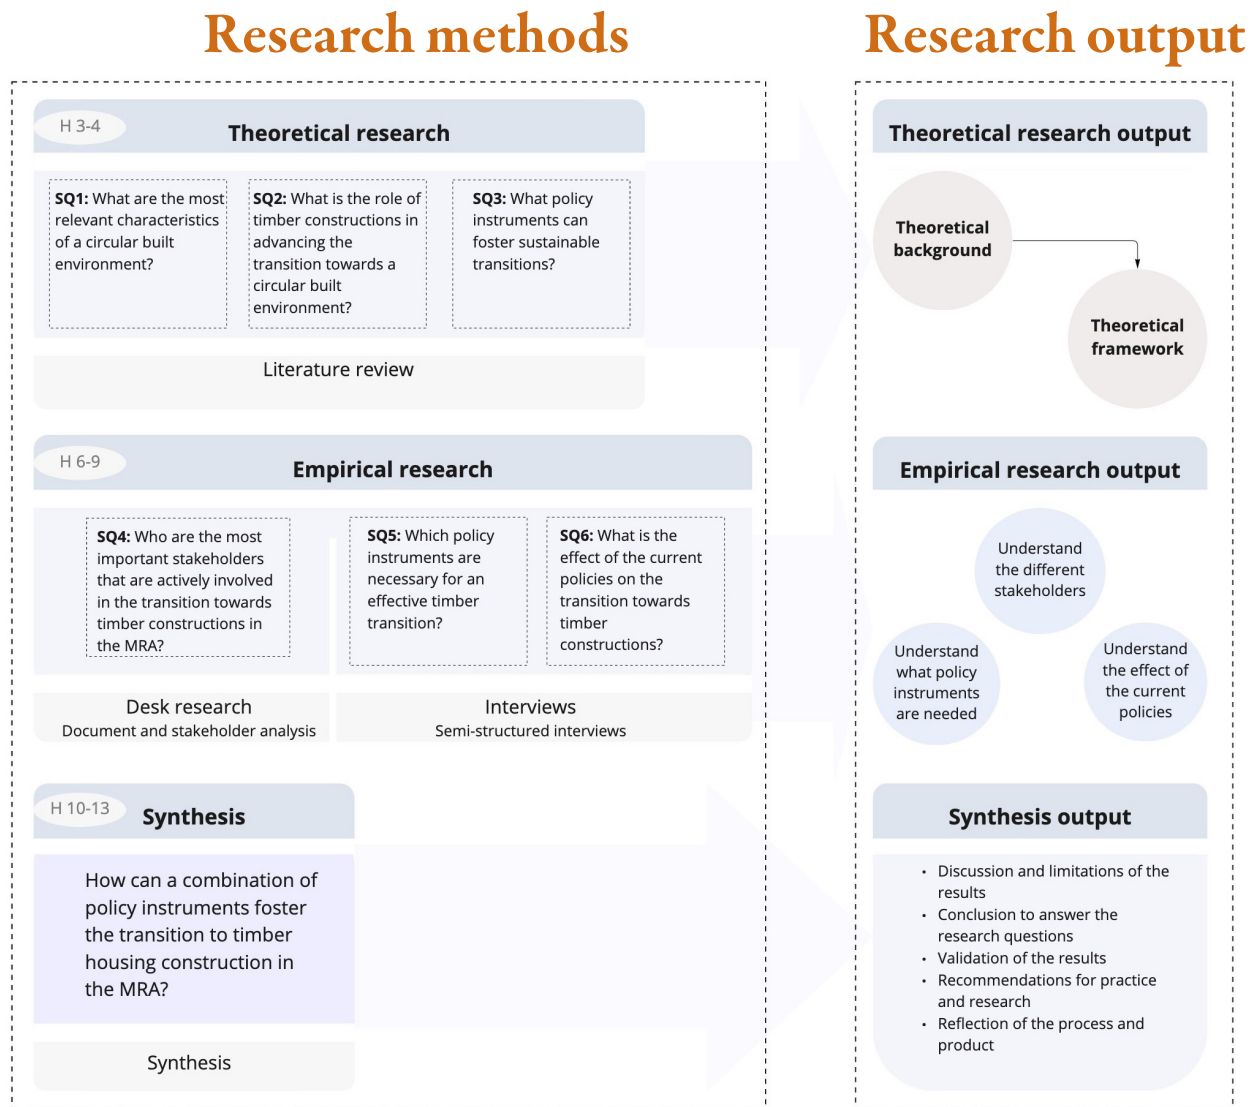 Research methods
Research output
H 3-4
Theoretical research
SQ1: What are the most
relevant characteristics
of a circular built
environment?
SQ2: What is the role of
timber constructions in
advancing the
transition towards a
circular built
environment?
SQ3: What policy
instruments can
foster sustainable
transitions?
Literature review
Theoretical research output
Theoretical
background
Theoretical
framework
H 6-9
Empirical research
SQ4: Who are the most
important stakeholders
that are actively involved
in the transition towards
timber constructions in
the MRA?
SQ5: Which policy
instruments are
necessary for an
effective timber
transition?
SQ6: What is the
effect of the current
policies on the
transition towards
timber
constructions?
Desk research
Document and stakeholder analysis
Interviews
Semi-structured interviews
Empirical research output
Understand
the different
stakeholders
Understand
what policy
instruments
are needed
Understand
the effect of
the current
policies
H 10-13
Synthesis
How can a combination of
policy instruments foster
the transition to timber
housing construction in
the MRA?
Synthesis
Synthesis output
• Discussion and limitations of the
results
• Conclusion to answer the
research questions
• Validation of the results
• Recommendations for practice
and research
• Reflection of the process and
product